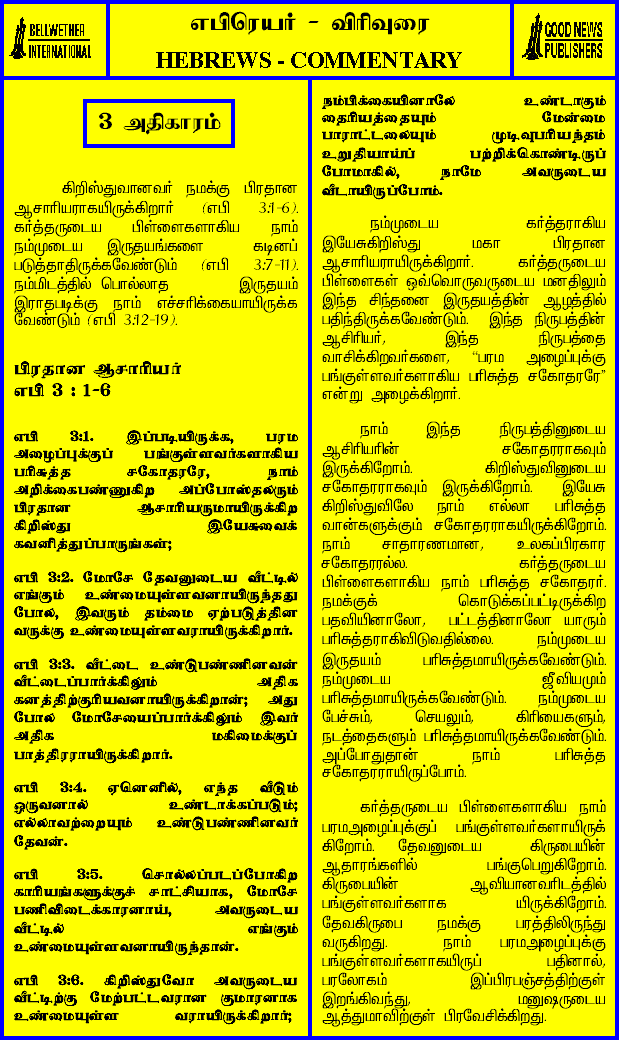 BELLWETHER
INTERNATIONAL
எபிரெயர் - விரிவுரை
HEBREWS - COMMENTARY
GOOD NEWS
PUBLISHERS
3 அதிகாரம்
கிறிஸ்துவானவர் நமக்கு பிரதான
ஆசாரியராகயிருக்கிறார் (எபி 3:1-6).
கர்த்தருடைய பிள்ளைகளாகிய நாம்
நம்முடைய இருதயங்களை கடினப்
படுத்தாதிருக்கவேண்டும் (எபி 3:7-11).
நம்மிடத்தில் பொல்லாத இருதயம்
இராதபடிக்கு நாம் எச்சரிக்கையாயிருக்க
வேண்டும் (எபி 3:12-19).
பிரதான ஆசாரியர்
எபி 3 : 1-6
எபி 3:1. இப்படியிருக்க, பரம
அழைப்புக்குப் பங்குள்ளவர்களாகிய
பரிசுத்த சகோதரரே, நாம்
அறிக்கைபண்ணுகிற அப்போஸ்தலரும்
பிரதான ஆசாரியருமாயிருக்கிற
கிறிஸ்து இயேசுவைக்
கவனித்துப்பாருங்கள்;
எபி 3:2. மோசே தேவனுடைய வீட்டில்
எங்கும் உண்மையுள்ளவனாயிருந்தது
போல, இவரும் தம்மை ஏற்படுத்தின
வருக்கு உண்மையுள்ளவராயிருக்கிறார்.
எபி 3:3. வீட்டை உண்டுபண்ணினவன்
வீட்டைப்பார்க்கிலும் அதிக
கனத்திற்குரியவனாயிருக்கிறான்; அது
போல மோசேயைப்பார்க்கிலும் இவர்
அதிக மகிமைக்குப்
பாத்திரராயிருக்கிறார்.
எபி 3:4. ஏனெனில், எந்த வீடும்
ஒருவனால் உண்டாக்கப்படும்;
எல்லாவற்றையும் உண்டுபண்ணினவர்
தேவன்.
எபி 3:5. சொல்லப்படப்போகிற
காரியங்களுக்குச் சாட்சியாக, மோசே
பணிவிடைக்காரனாய், அவருடைய
வீட்டில் எங்கும்
உண்மையுள்ளவனாயிருந்தான்.
எபி 3:6. கிறிஸ்துவோ அவருடைய
வீட்டிற்கு மேற்பட்டவரான குமாரனாக
உண்மையுள்ள வராயிருக்கிறார்;
நம்பிக்கையினாலே உண்டாகும்
தைரியத்தையும் மேன்மை
பாராட்டலையும் முடிவுபரியந்தம்
உறுதியாய்ப் பற்றிக்கொண்டிருப்
போமாகில், நாமே அவருடைய
வீடாயிருப்போம்.
நம்முடைய கர்த்தராகிய
இயேசுகிறிஸ்து மகா பிரதான
ஆசாரியராயிருக்கிறார். கர்த்தருடைய
பிள்ளைகள் ஒவ்வொருவருடைய மனதிலும்
இந்த சிந்தனை இருதயத்தின் ஆழத்தில்
பதிந்திருக்கவேண்டும். இந்த நிருபத்தின்
ஆசிரியர், இந்த நிருபத்தை
வாசிக்கிறவர்களை, "பரம அழைப்புக்கு
பங்குள்ளவர்களாகிய பரிசுத்த சகோதரரே"
என்று அழைக்கிறார்.
நாம் இந்த நிருபத்தினுடைய
ஆசிரியரின் சகோதரராகவும்
இருக்கிறோம். கிறிஸ்துவினுடைய
சகோதரராகவும் இருக்கிறோம். இயேசு
கிறிஸ்துவிலே நாம் எல்லா பரிசுத்த
வான்களுக்கும் சகோதரராகயிருக்கிறோம்.
நாம் சாதாரணமான, உலகப்பிரகார
சகோதரரல்ல. கர்த்தருடைய
பிள்ளைகளாகிய நாம் பரிசுத்த சகோதரர்.
நமக்குக் கொடுக்கப்பட்டிருக்கிற
பதவியினாலோ, பட்டத்தினாலோ யாரும்
பரிசுத்தராகிவிடுவதில்லை. நம்முடைய
இருதயம் பரிசுத்தமாயிருக்கவேண்டும்.
நம்முடைய ஜீவியமும்
பரிசுத்தமாயிருக்கவேண்டும். நம்முடைய
பேச்சும், செயலும், கிரியைகளும்,
நடத்தைகளும் பரிசுத்தமாயிருக்கவேண்டும்.
அப்போதுதான் நாம் பரிசுத்த
சகோதரராயிருப்போம்.
கர்த்தருடைய பிள்ளைகளாகிய நாம்
பரமஅழைப்புக்குப் பங்குள்ளவர்களாயிருக்
கிறோம். தேவனுடைய கிருபையின்
ஆதாரங்களில் பங்குபெறுகிறோம்.
கிருபையின் ஆவியானவரிடத்தில்
பங்குள்ளவர்களாக யிருக்கிறோம்.
தேவகிருபை நமக்கு பரத்திலிருந்து
வருகிறது. நாம் பரமஅழைப்புக்கு
பங்குள்ளவர்களாகயிருப் பதினால்,
பரலோகம் இப்பிரபஞ்சத்திற்குள்
இறங்கிவந்து, மனுஷருடைய
ஆத்துமாவிற்குள் பிரவேசிக்கிறது.